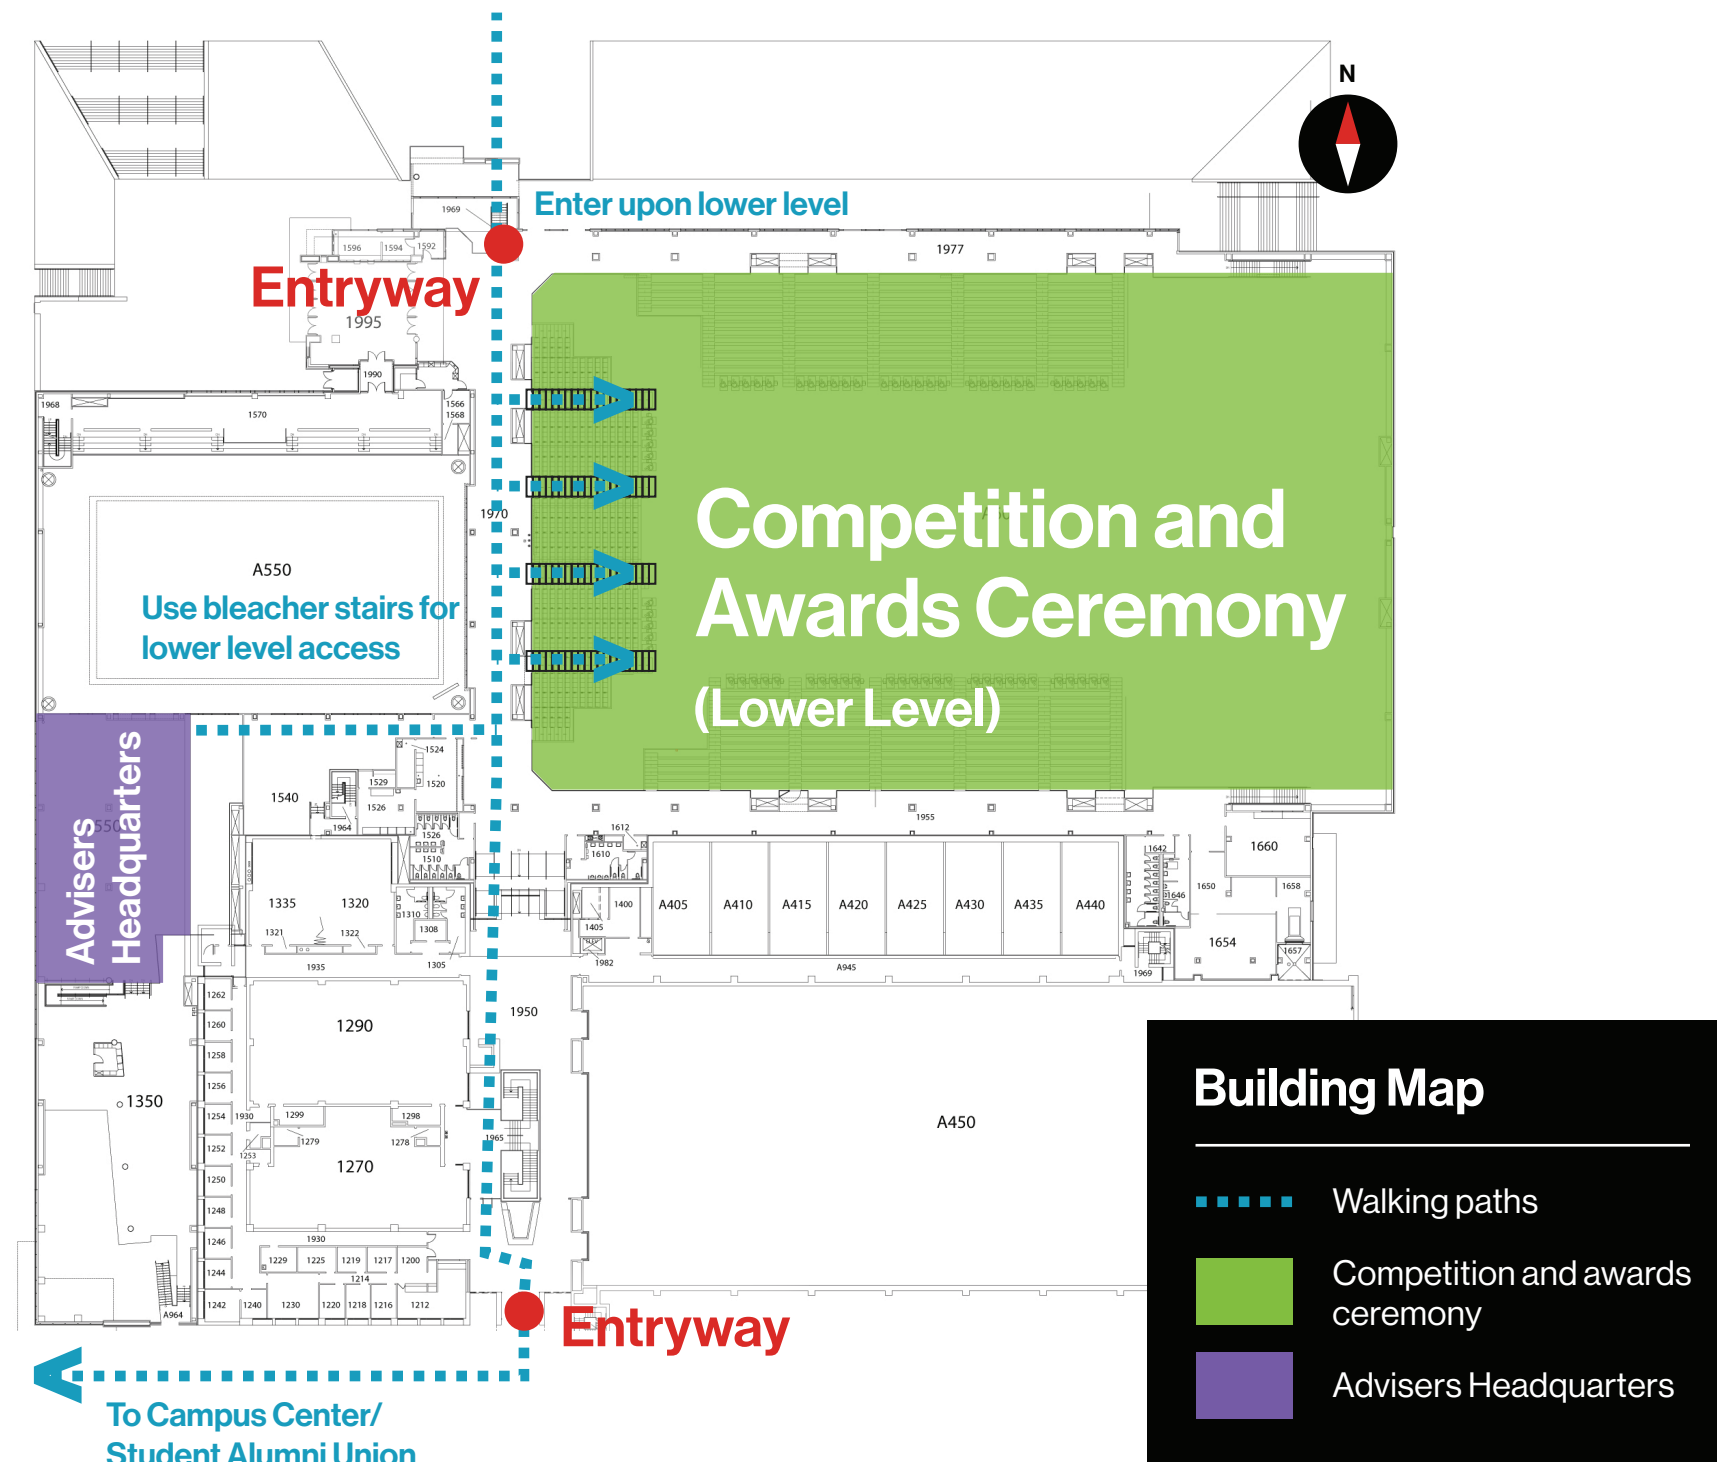 N
Enter upon lower level
1969
1977
1596
1594
1592
Entryway
1995
1990
1968
1570
1566
1568
1970
Competition and
Awards Ceremony
(Lower Level)
A550
Use bleacher stairs for
lower level access
Advisers
Headquarters
1524
1529
1520
1540
1526
1964
1526
1510
1612
1610
1955
1642
1660
1646
1650
1658
1335
1320
1310
1308
1321
1322
1305
1400
1405
1982
A405
A410
A415
A420
A425
A430
A435
A440
1654
1657
1935
A945
1969
1262
1260
1258
1256
1254
1252
1250
1248
1246
1244
1242
1290
1950
1350
1930
1299
1298
1279
1278
1253
1965
1270
A450
1930
1229
1225
1219
1217
1200
1214
1240
1230
1220
1218
1216
1212
A964
Entryway
To Campus Center/
Student Alumni Union
Building Map
Walking paths
Competition and awards
ceremony
Advisers Headquarters